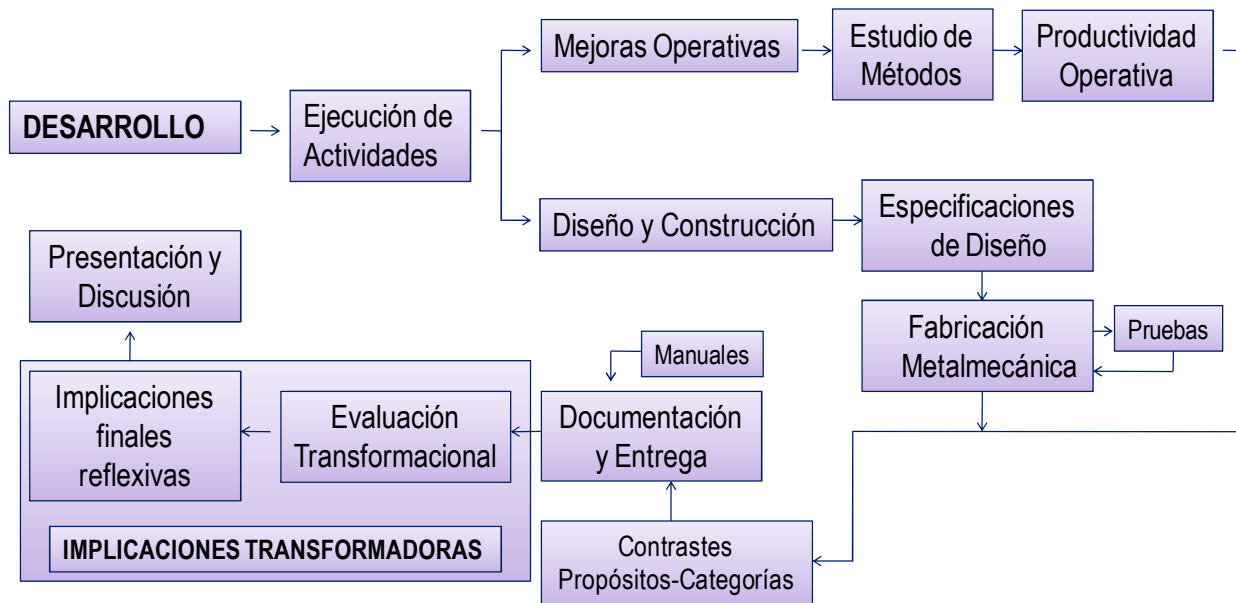 DESARROLLO
Ejecución de
Actividades
Mejoras Operativas
Estudio de
Métodos
Productividad
Operativa
Diseño y Construcción
Especificaciones
de Diseño
Fabricación
Metalmecánica
Pruebas
Contrastes
Propósitos-Categorías
Manuales
Documentación
y Entrega
Evaluación
Transformacional
Implicaciones
finales
reflexivas
IMPLICACIONES TRANSFORMADORAS
Presentación y
Discusión